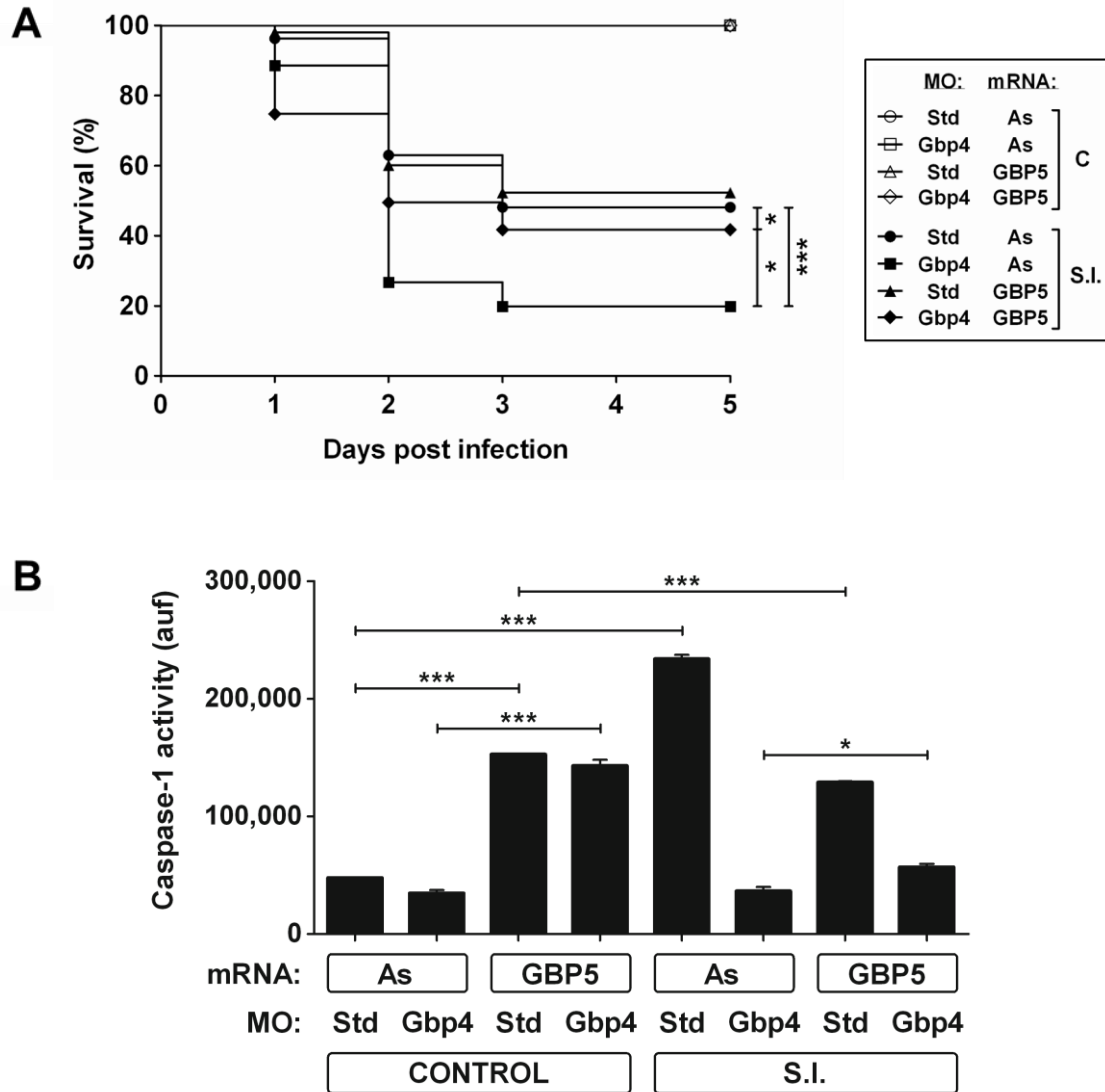 A
100
80
60
40
20
0
Survival (%)
0 1 2 3 4 5
Days post infection
*
*
***
MO: mRNA:
Std As
Gbp4 As
Std GBP5
Gbp4 GBP5
C
Std As
Gbp4 As
Std GBP5
Gbp4 GBP5
S.I.
B
300,000
200,000
100,000
0
Caspase-1 activity (auf)
***
***
***
***
*
mRNA: As GBP5 As GBP5
MO: Std Gbp4 Std Gbp4 Std Gbp4 Std Gbp4
CONTROL S.I.